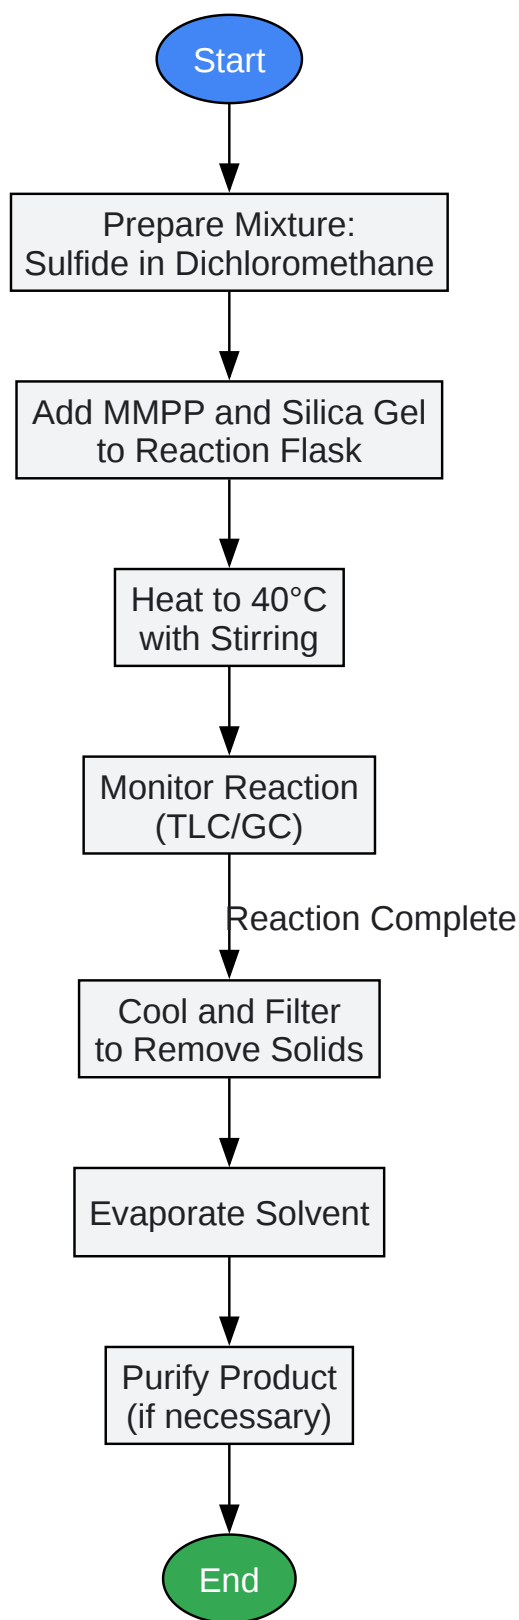 Start
Prepare Mixture:
Sulfide in Dichloromethane
Add MMPP and Silica Gel
to Reaction Flask
Heat to 40°C
with Stirring
Monitor Reaction
(TLC/GC)
Reaction Complete
Cool and Filter
to Remove Solids
Evaporate Solvent
Purify Product
(if necessary)
End